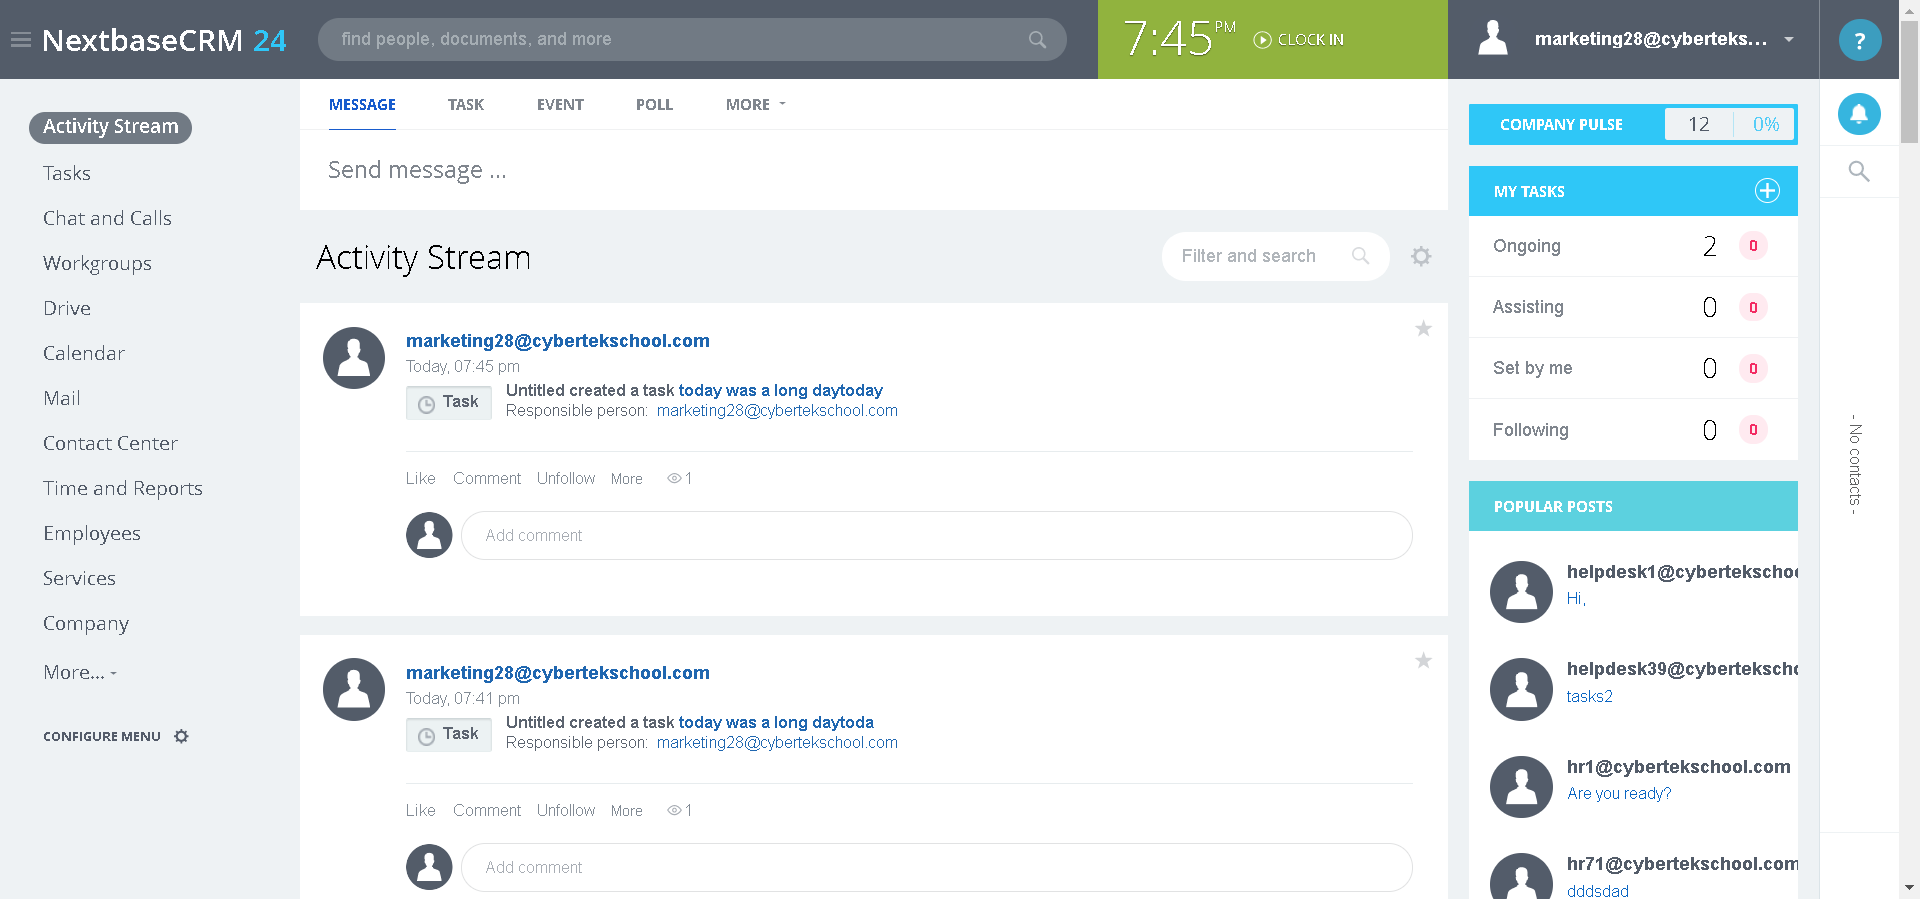 NextbaseCRM 24
find people, documents, and more
7:45 PM
CLOCK IN
marketing28@cyberteks...
?
Activity Stream
Tasks
Chat and Calls
Workgroups
Drive
Calendar
Mail
Contact Center
Time and Reports
Employees
Services
Company
More...
CONFIGURE MENU
MESSAGE TASK EVENT POLL MORE
Send message ...
Activity Stream
Filter and search
marketing28@cybertekschool.com
Today, 07:45 pm
Task
Untitled created a task today was a long daytoday
Responsible person: marketing28@cybertekschool.com
Like Comment Unfollow More 1
Add comment
marketing28@cybertekschool.com
Today, 07:41 pm
Task
Untitled created a task today was a long daytoda
Responsible person: marketing28@cybertekschool.com
Like Comment Unfollow More 1
Add comment
COMPANY PULSE 12 0%
MY TASKS
Ongoing 2 0
Assisting 0 0
Set by me 0 0
Following 0 0
POPULAR POSTS
helpdesk1@cybertekschoo
Hi,
helpdesk39@cybertekscho
tasks2
hr1@cybertekschool.com
Are you ready?
hr71@cybertekschool.com
dddsdad
- No contacts -